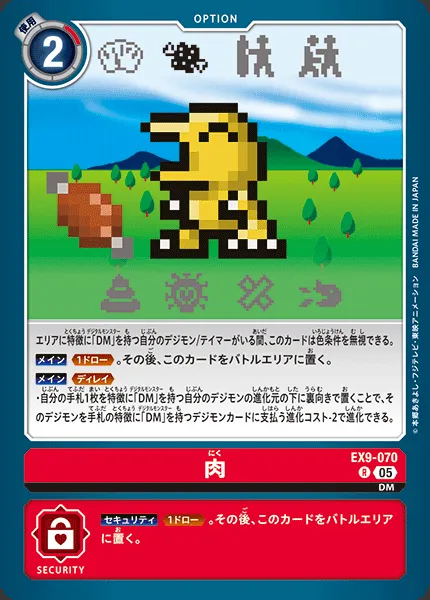 OPTION
使用
2
エリアに特徴に「DM」を持つ自分のデジモン/テイマーがいる間、このカードは色条件を無視できる。
メイン 1ドロー 。その後、このカードをバトルエリアに置く。
メイン ディレイ
・自分の手札1枚を特徴に「DM」を持つ自分のデジモンの進化元の下に裏向きで置くことで、そ
のデジモンを手札の特徴に「DM」を持つデジモンカードに支払う進化コスト-2で進化できる。
© 本郷あきよし・フジテレビ・東映アニメーション BANDAI MADE IN JAPAN
にく
肉
EX9-070
R 05
DM
セキュリティ 1ドロー 。その後、このカードをバトルエリア
に置く。
SECURITY